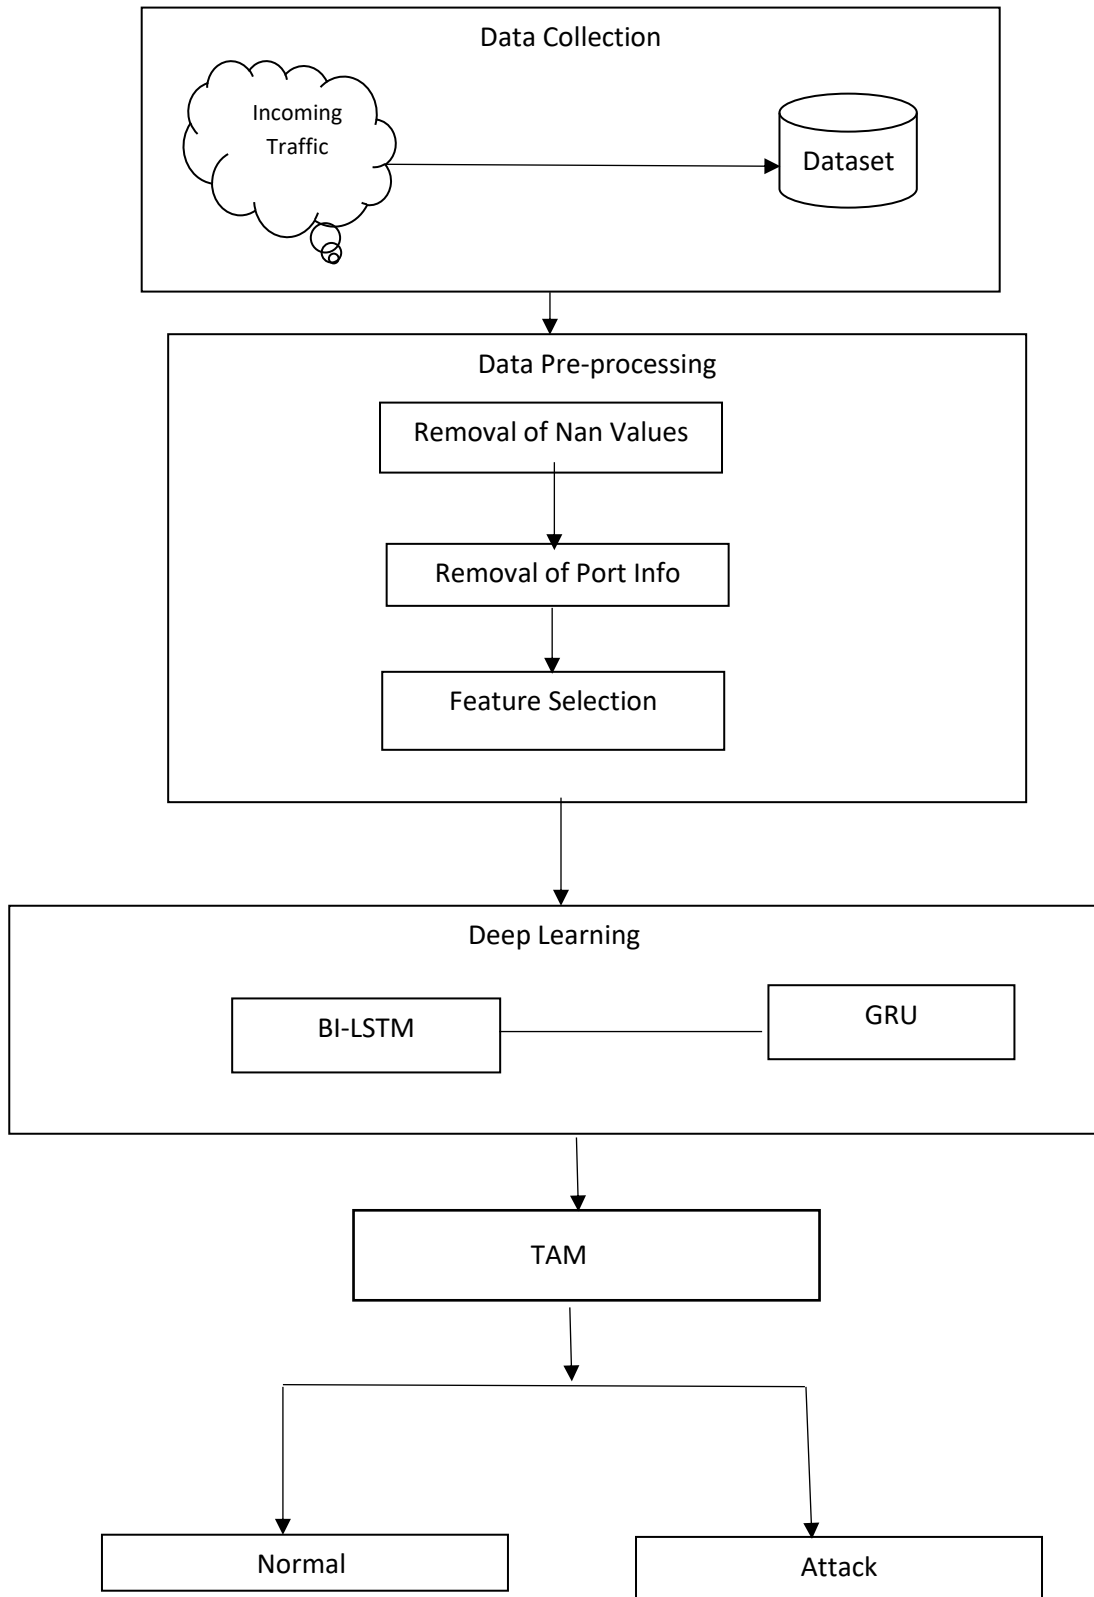 Data Collection
Incoming
Traffic
Dataset
Data Pre-processing
Removal of Nan Values
Removal of Port Info
Feature Selection
Deep Learning
BI-LSTM
GRU
TAM
Normal
Attack